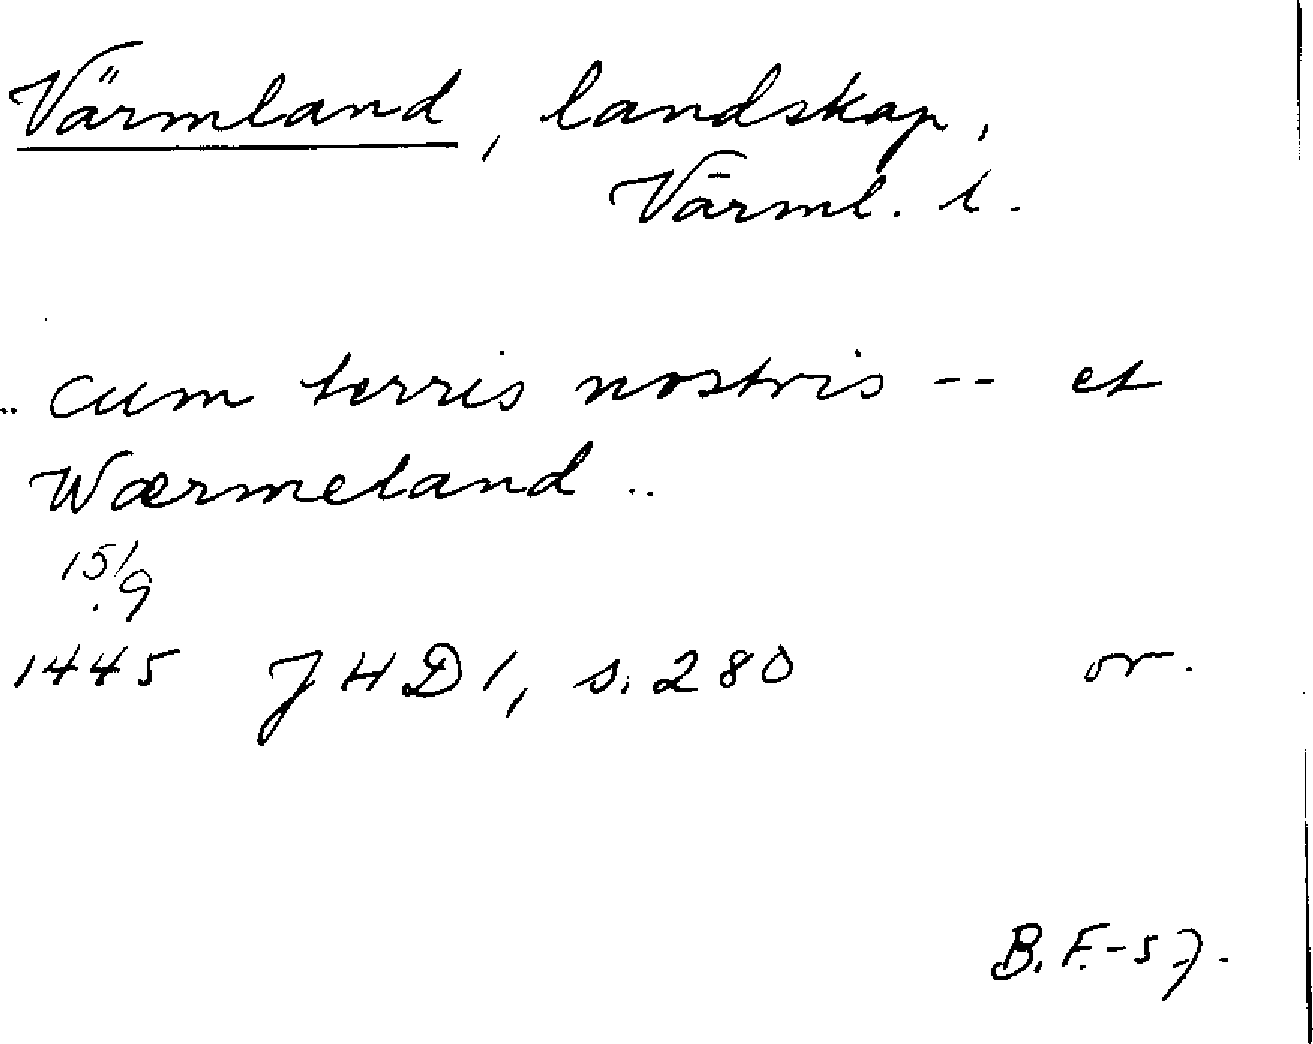 Värmland, landskap,
Värml. l.
.. cum terris nostris -- et
Wærmeland ..
15/9
1445 JHD 1, s. 280 or.
B. F. - 57.